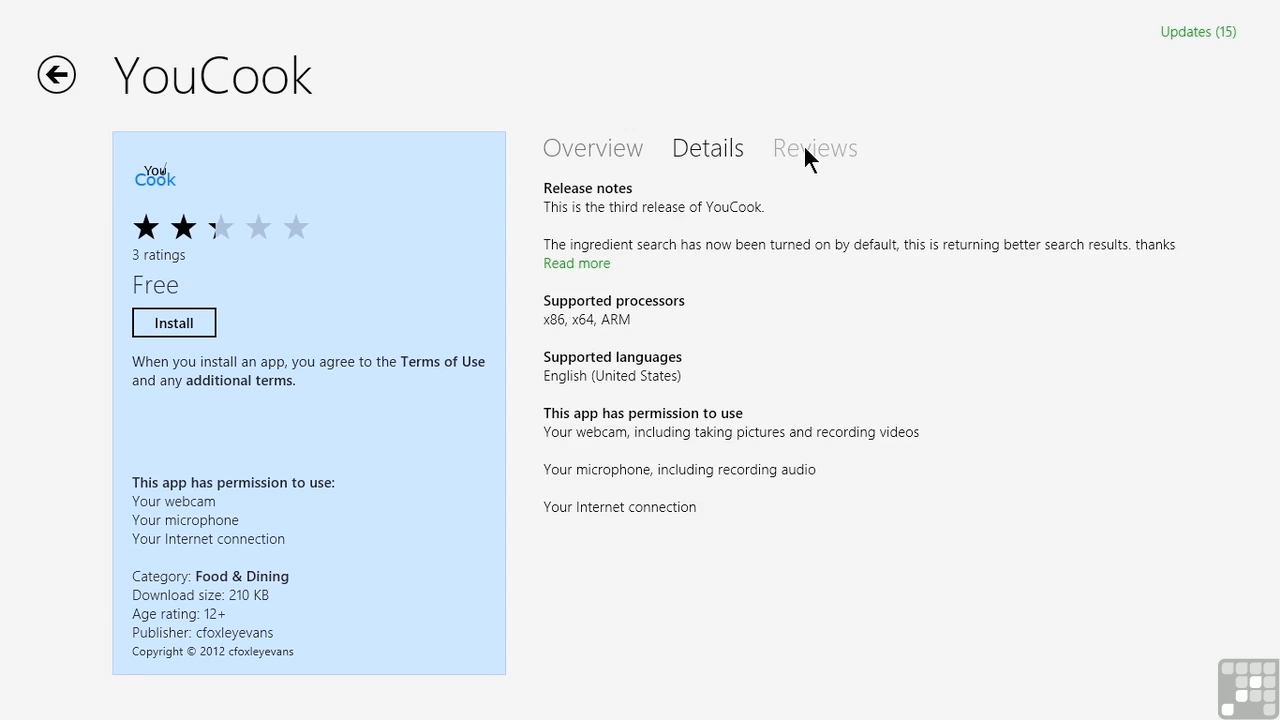 Updates (15)
YouCook
You
Cook
3 ratings
Free
Install
When you install an app, you agree to the Terms of Use
and any additional terms.
This app has permission to use:
Your webcam
Your microphone
Your Internet connection
Category: Food & Dining
Download size: 210 KB
Age rating: 12+
Publisher: cfoxleyevans
Copyright © 2012 cfoxleyevans
Overview Details Reviews
Release notes
This is the third release of YouCook.
The ingredient search has now been turned on by default, this is returning better search results. thanks
Read more
Supported processors
x86, x64, ARM
Supported languages
English (United States)
This app has permission to use
Your webcam, including taking pictures and recording videos
Your microphone, including recording audio
Your Internet connection